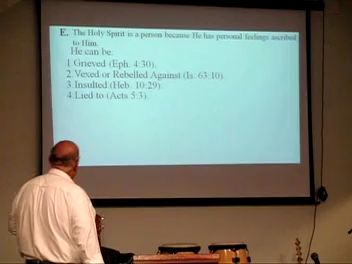 E. The Holy Spirit is a person because He has personal feelings ascribed
to Him.
He can be:
1.Grieved (Eph. 4:30).
2.Vexed or Rebelled Against (Is. 63:10).
3.Insulted (Heb. 10:29).
4.Lied to (Acts 5:3).